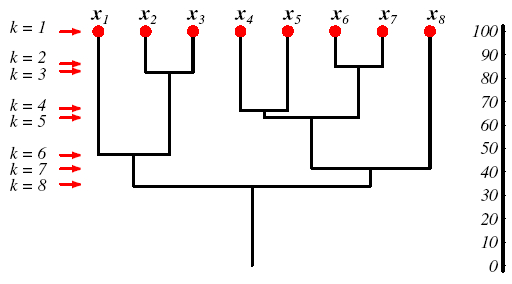 x1 x2 x3 x4 x5 x6 x7 x8
k = 1
k = 2
k = 3
k = 4
k = 5
k = 6
k = 7
k = 8
100
90
80
70
60
50
40
30
20
10
0